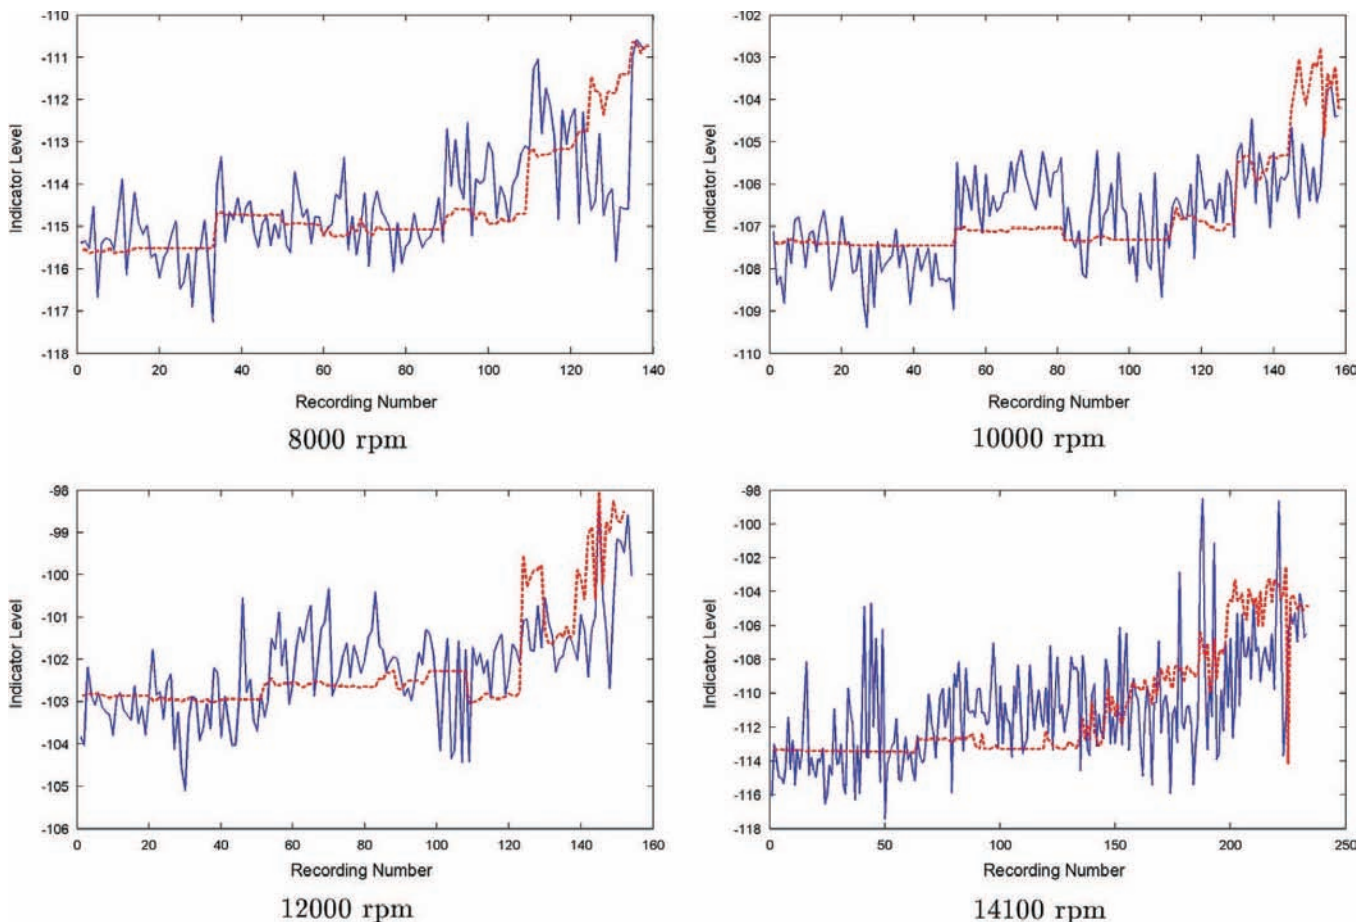 -110
-111
-112
-113
-114
-115
-116
-117
-118
Indicator Level
0 20 40 60 80 100 120 140
Recording Number
8000 rpm
-102
-103
-104
-105
-106
-107
-108
-109
-110
Indicator Level
0 20 40 60 80 100 120 140 160
Recording Number
10000 rpm
-98
-99
-100
-101
-102
-103
-104
-105
-106
Indicator Level
0 20 40 60 80 100 120 140 160
Recording Number
12000 rpm
-98
-100
-102
-104
-106
-108
-110
-112
-114
-116
-118
Indicator Level
0 50 100 150 200 250
Recording Number
14100 rpm